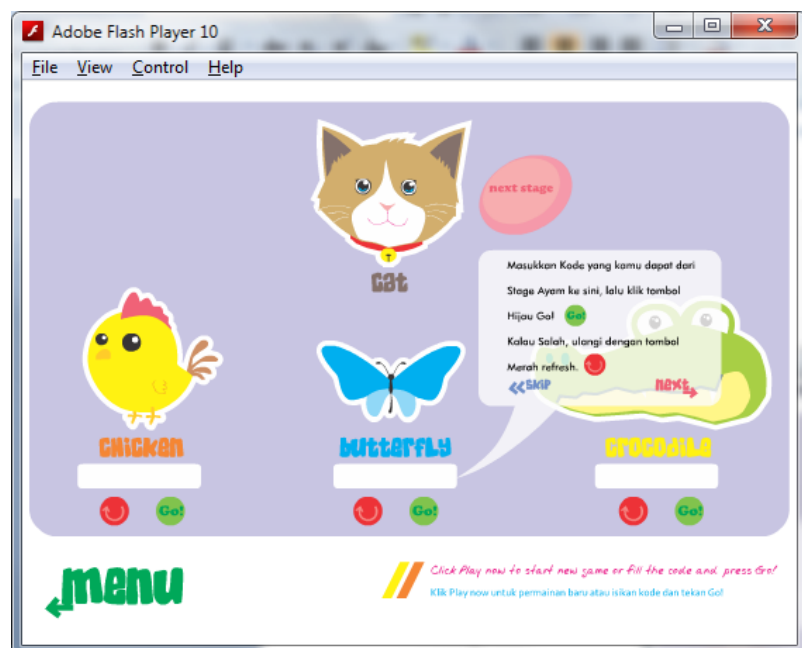 Adobe Flash Player 10
File View Control Help
next stage
cat
Masukkan Kode yang kamu dapat dari
Stage Ayam ke sini, lalu klik tombol
Hijau Go! Go!
Kalau Salah, ulangi dengan tombol
Merah refresh.
SKIP next
CHICKEN butterfly CROCODILE
Go! Go! Go!
menu
Click Play now to start new game or fill the code and press Go!
Klik Play now untuk permainan baru atau isikan kode dan tekan Go!